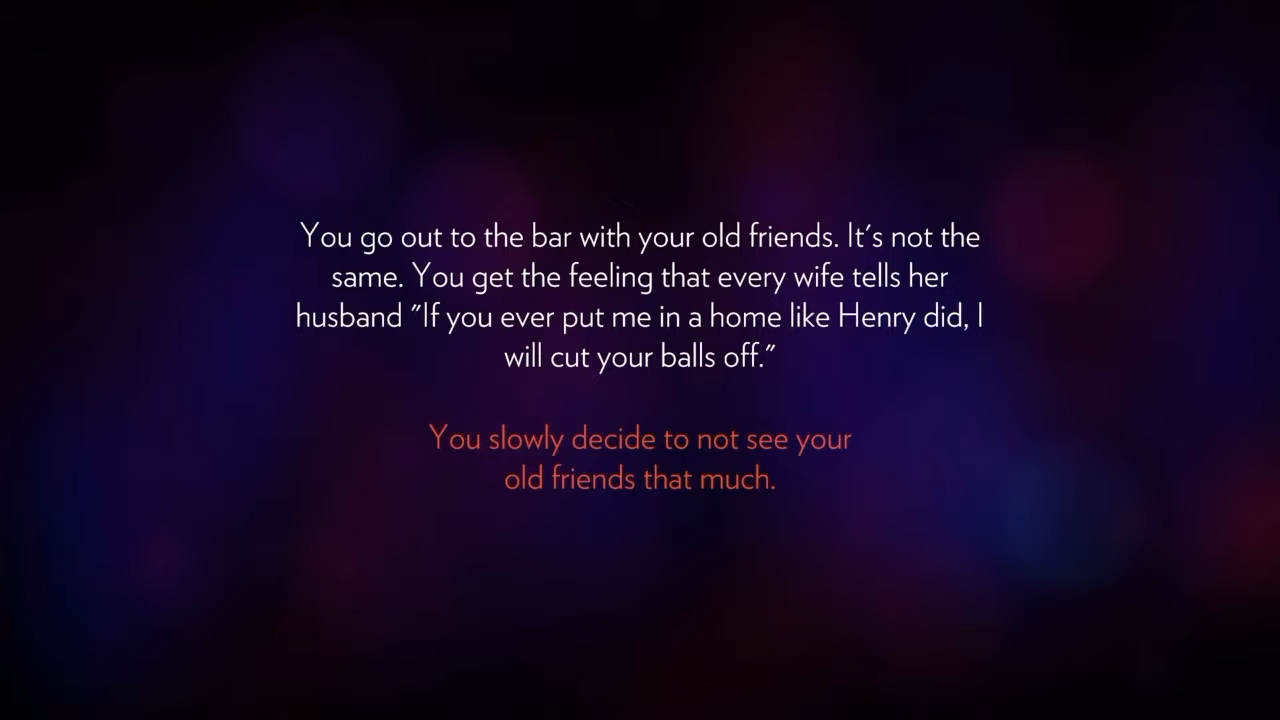 You go out to the bar with your old friends. It's not the
same. You get the feeling that every wife tells her
husband "If you ever put me in a home like Henry did, I
will cut your balls off."
You slowly decide to not see your
old friends that much.